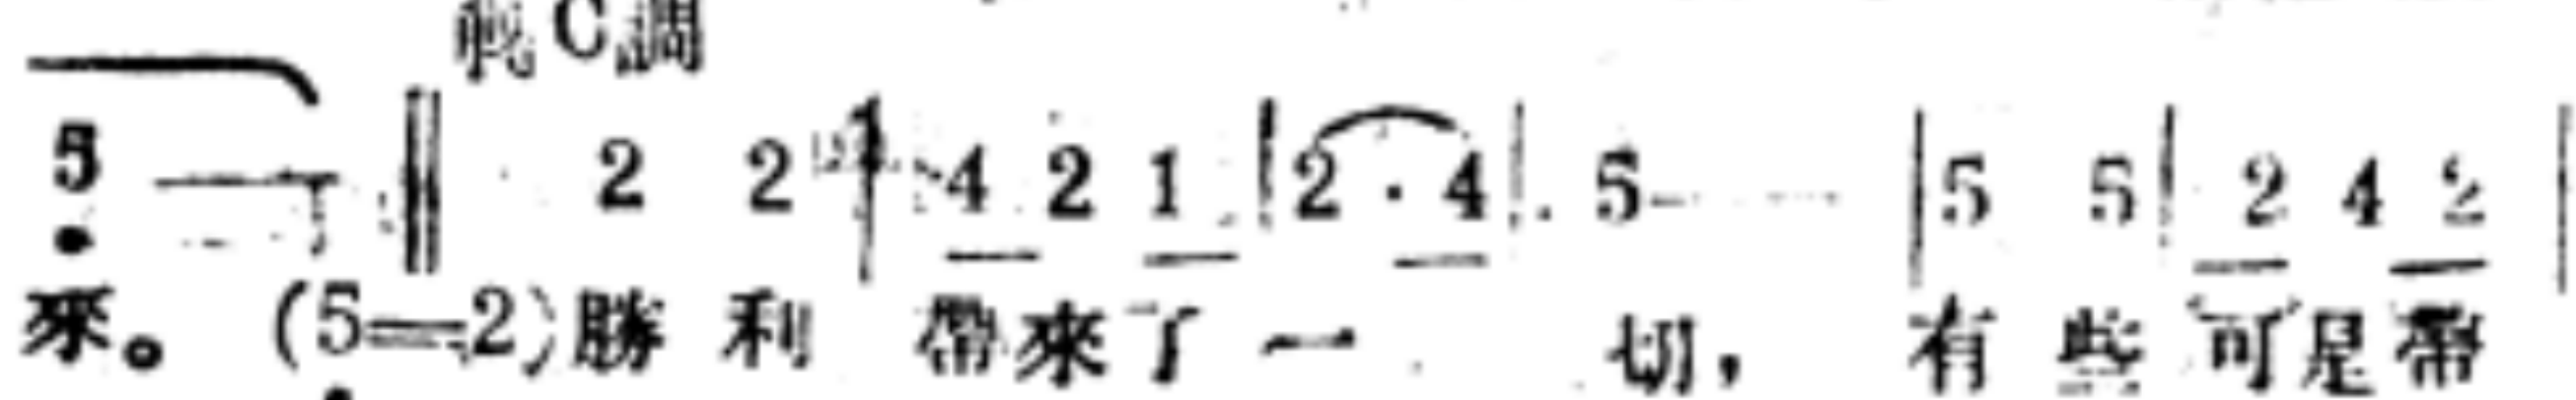 轉C調
5 — ‖ 2 2 | 4 2 1 | 2 · 4 | 5 — | 5 5 | 2 4 2 |
來。(5=2)勝利 帶來了一 切，有些可是帶